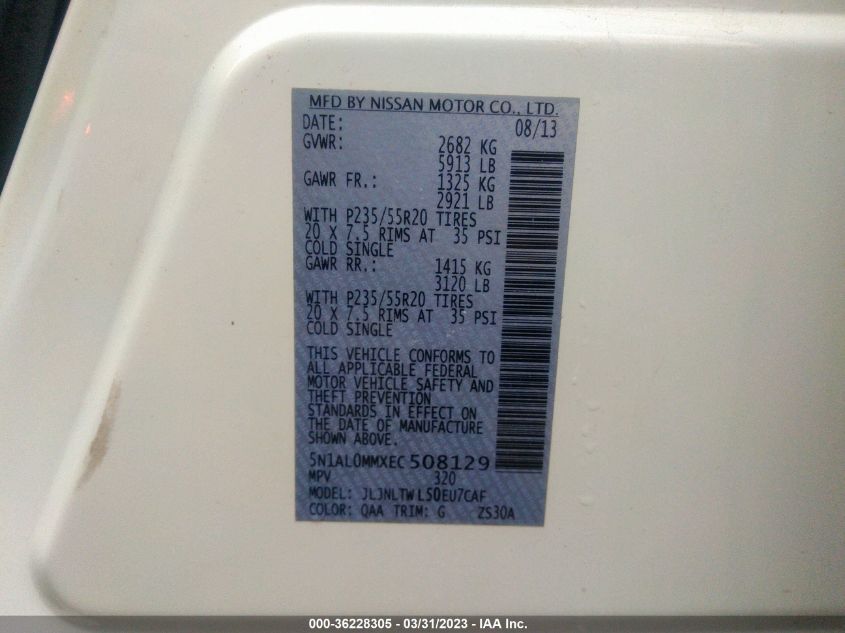 MFD BY NISSAN MOTOR CO., LTD.
DATE: 08/13
GVWR: 2682 KG
5913 LB
GAWR FR.: 1325 KG
2921 LB
WITH P235/55R20 TIRES
20 X 7.5 RIMS AT 35 PSI
COLD SINGLE
GAWR RR.: 1415 KG
3120 LB
WITH P235/55R20 TIRES
20 X 7.5 RIMS AT 35 PSI
COLD SINGLE
THIS VEHICLE CONFORMS TO
ALL APPLICABLE FEDERAL
MOTOR VEHICLE SAFETY AND
THEFT PREVENTION
STANDARDS IN EFFECT ON
THE DATE OF MANUFACTURE
SHOWN ABOVE.
5N1AL0MMXEC508129
MPV 320
MODEL: JLJNLTWLS0EU7CAF
COLOR: QAA TRIM: G ZS30A
000-36228305 - 03/31/2023 - IAA Inc.